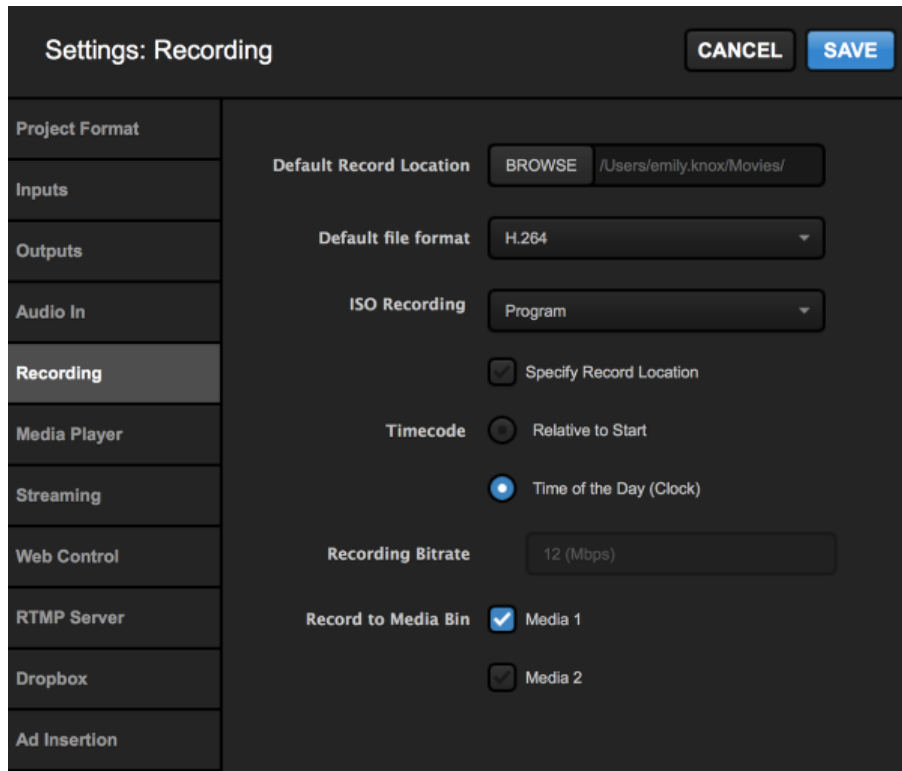 Settings: Recording
CANCEL
SAVE
Project Format
Inputs
Outputs
Audio In
Recording
Media Player
Streaming
Web Control
RTMP Server
Dropbox
Ad Insertion
Default Record Location
BROWSE
/Users/emily.knox/Movies/
Default file format
H.264
ISO Recording
Program
Specify Record Location
Timecode
Relative to Start
Time of the Day (Clock)
Recording Bitrate
12 (Mbps)
Record to Media Bin
Media 1
Media 2